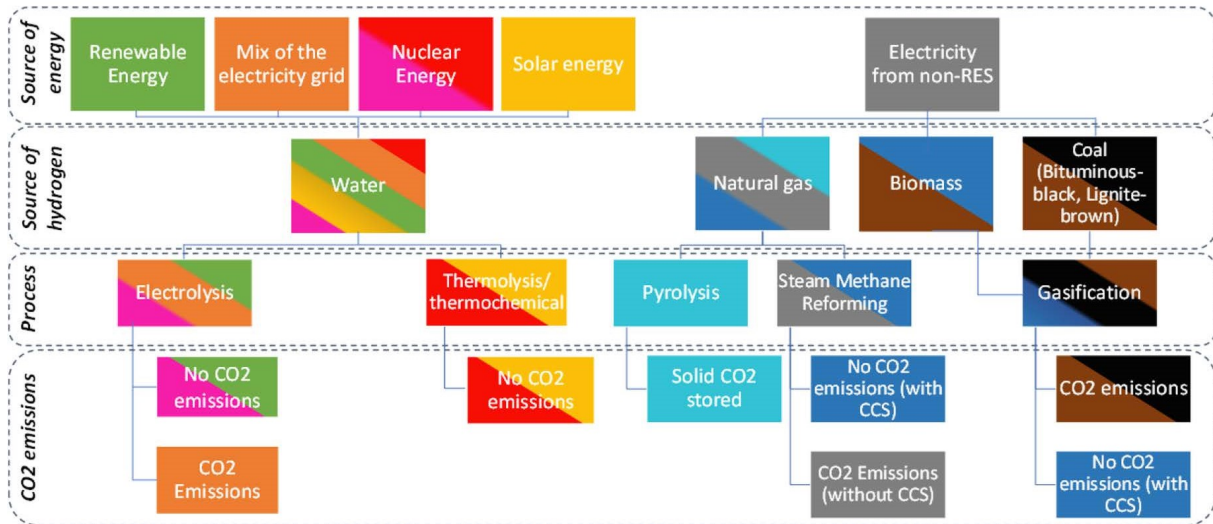 Source of
energy
Renewable
Energy
Mix of the
electricity grid
Nuclear
Energy
Solar energy
Electricity
from non-RES
Source of
hydrogen
Water
Natural gas
Biomass
Coal
(Bituminous-
black, Lignite-
brown)
Process
Electrolysis
Thermolysis/
thermochemical
Pyrolysis
Steam Methane
Reforming
Gasification
CO2 emissions
No CO2
emissions
No CO2
emissions
Solid CO2
stored
No CO2
emissions (with
CCS)
CO2 emissions
CO2
Emissions
CO2 Emissions
(without CCS)
No CO2
emissions (with
CCS)